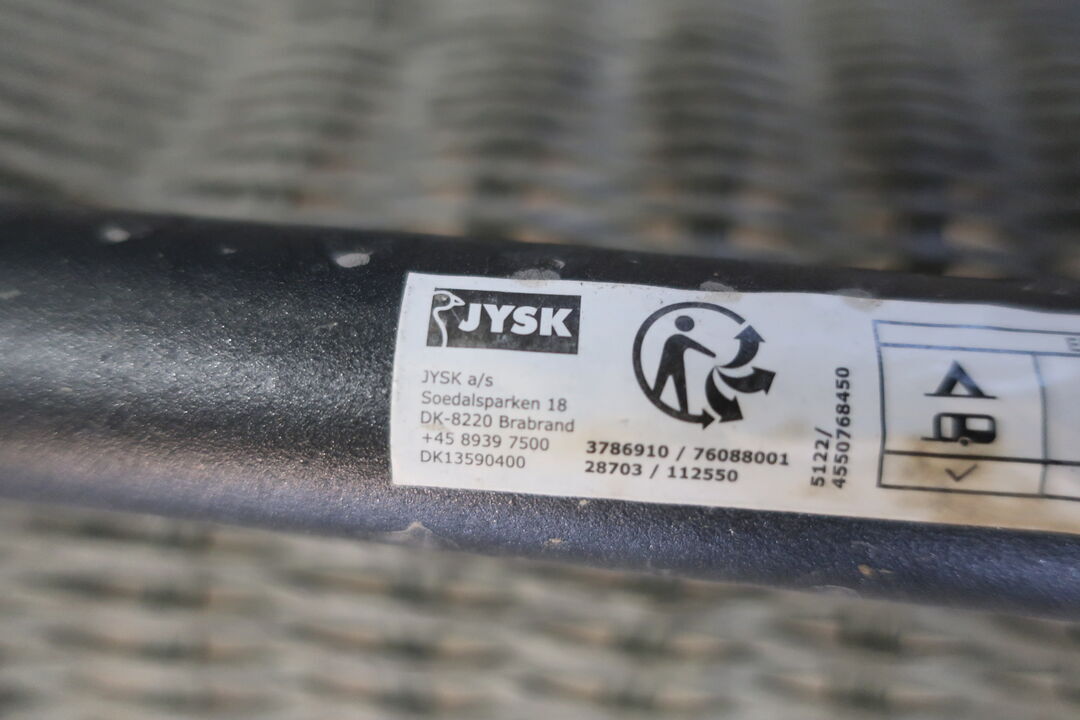 JYSK
JYSK a/s
Soedalsparken 18
DK-8220 Brabrand
+45 8939 7500
DK13590400
3786910 / 76088001
28703 / 112550
5122/
4550768450